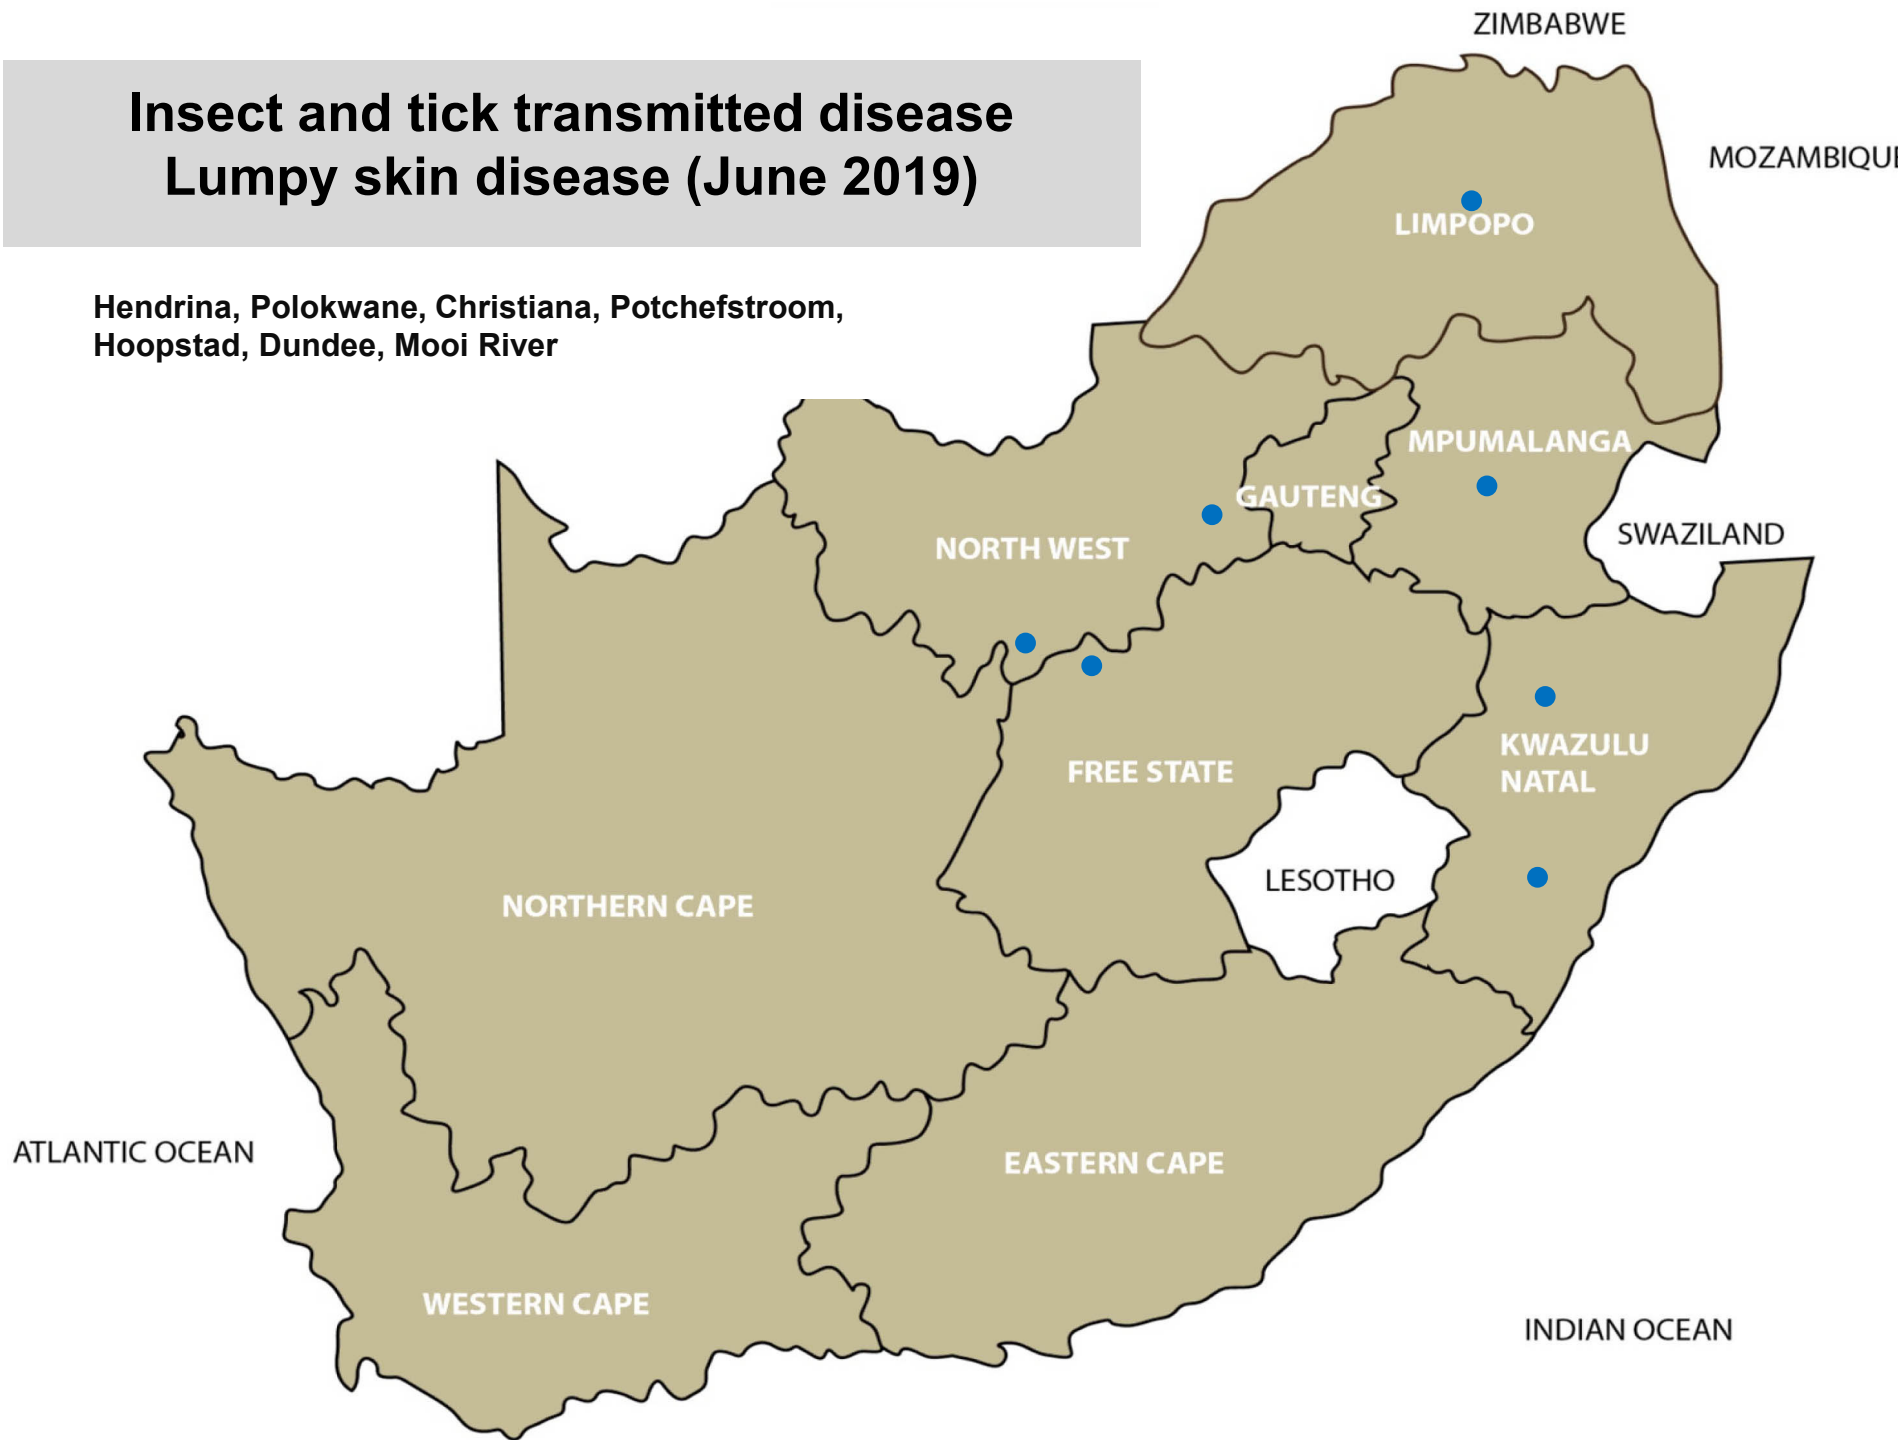 ZIMBABWE
Insect and tick transmitted disease
Lumpy skin disease (June 2019)
MOZAMBIQUE
LIMPOPO
Hendrina, Polokwane, Christiana, Potchefstroom,
Hoopstad, Dundee, Mooi River
MPUMALANGA
GAUTENG
SWAZILAND
NORTH WEST
KWAZULU
NATAL
FREE STATE
LESOTHO
NORTHERN CAPE
ATLANTIC OCEAN
EASTERN CAPE
WESTERN CAPE
INDIAN OCEAN